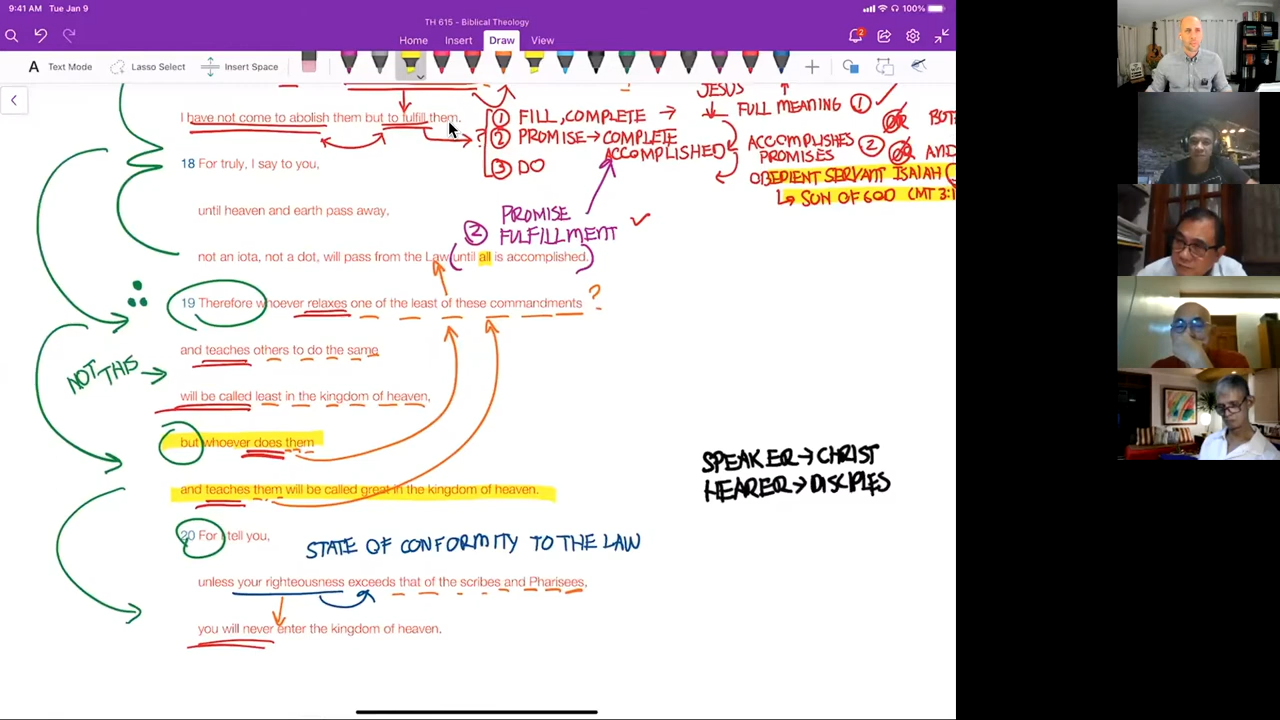 9:41 AM Tue Jan 9
100%
TH 615 - Biblical Theology
Home Insert Draw View
2
A Text Mode Lasso Select Insert Space
JESUS
FULL MEANING ①
I have not come to abolish them but to fulfill them.
?
① FILL, COMPLETE
② PROMISE → COMPLETE
ACCOMPLISHED
③ DO
OR BOT
ACCOMPLISHES
PROMISES ②
OR AND
OBEDIENT SERVANT ISAIAH
↳ SON OF GOD (MT 3:1
18 For truly, I say to you,
until heaven and earth pass away,
② PROMISE
FULFILLMENT
not an iota, not a dot, will pass from the Law (until all is accomplished.)
19 Therefore whoever relaxes one of the least of these commandments ?
and teaches others to do the same
NOT THIS →
will be called least in the kingdom of heaven,
but whoever does them
SPEAKER → CHRIST
HEARER → DISCIPLES
and teaches them will be called great in the kingdom of heaven.
20 For I tell you,
STATE OF CONFORMITY TO THE LAW
unless your righteousness exceeds that of the scribes and Pharisees,
you will never enter the kingdom of heaven.